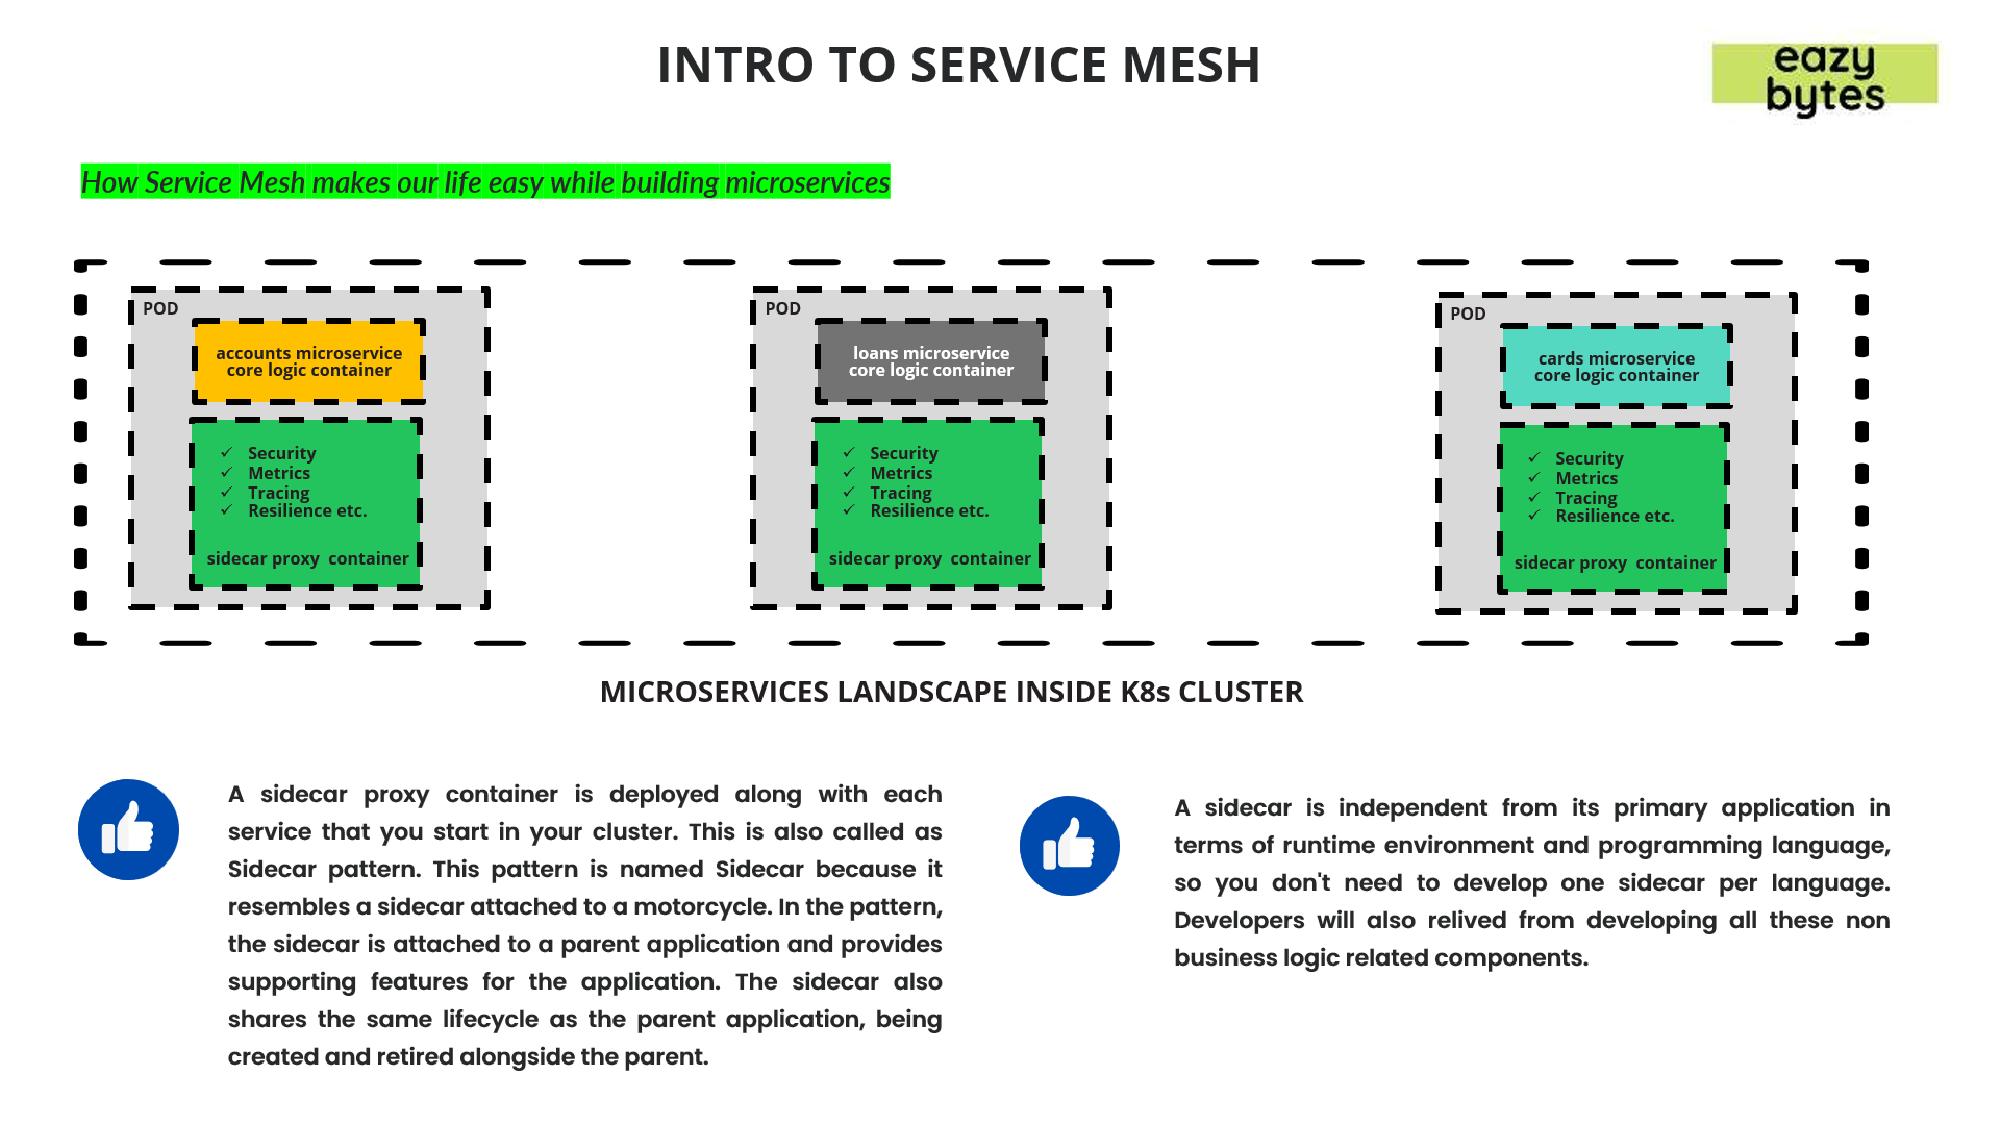 INTRO TO SERVICE MESH
eazy
bytes
How Service Mesh makes our life easy while building microservices
POD
accounts microservice
core logic container
✓ Security
✓ Metrics
✓ Tracing
✓ Resilience etc.
sidecar proxy container
POD
loans microservice
core logic container
✓ Security
✓ Metrics
✓ Tracing
✓ Resilience etc.
sidecar proxy container
POD
cards microservice
core logic container
✓ Security
✓ Metrics
✓ Tracing
✓ Resilience etc.
sidecar proxy container
MICROSERVICES LANDSCAPE INSIDE K8s CLUSTER
A sidecar proxy container is deployed along with each
service that you start in your cluster. This is also called as
Sidecar pattern. This pattern is named Sidecar because it
resembles a sidecar attached to a motorcycle. In the pattern,
the sidecar is attached to a parent application and provides
supporting features for the application. The sidecar also
shares the same lifecycle as the parent application, being
created and retired alongside the parent.
A sidecar is independent from its primary application in
terms of runtime environment and programming language,
so you don't need to develop one sidecar per language.
Developers will also relived from developing all these non
business logic related components.